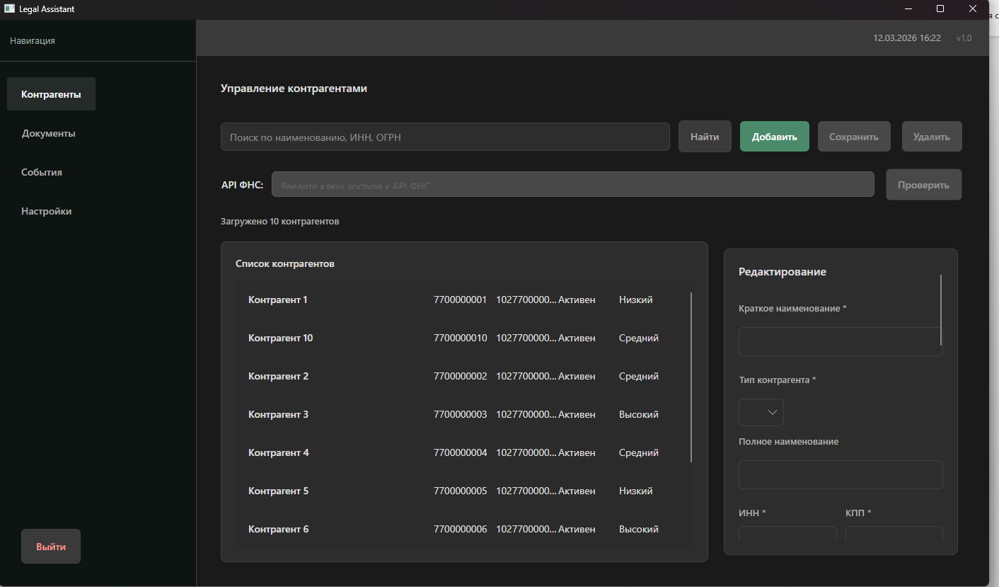 Legal Assistant
я с
Навигация
12.03.2026 16:22 v1.0
Контрагенты
Документы
События
Настройки
Выйти
Управление контрагентами
Поиск по наименованию, ИНН, ОГРН
Найти
Добавить
Сохранить
Удалить
API ФНС:
Введите ключ доступа к API ФНС
Проверить
Загружено 10 контрагентов
Список контрагентов
Контрагент 1 7700000001 1027700000... Активен Низкий
Контрагент 10 7700000010 1027700000... Активен Средний
Контрагент 2 7700000002 1027700000... Активен Средний
Контрагент 3 7700000003 1027700000... Активен Высокий
Контрагент 4 7700000004 1027700000... Активен Средний
Контрагент 5 7700000005 1027700000... Активен Низкий
Контрагент 6 7700000006 1027700000... Активен Высокий
Редактирование
Краткое наименование *
Тип контрагента *
Полное наименование
ИНН * КПП *